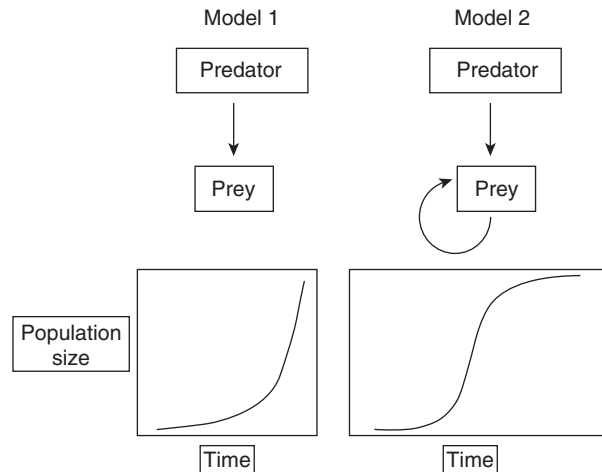 Model 1
Model 2
Predator
Predator
Prey
Prey
Population
size
Time
Time